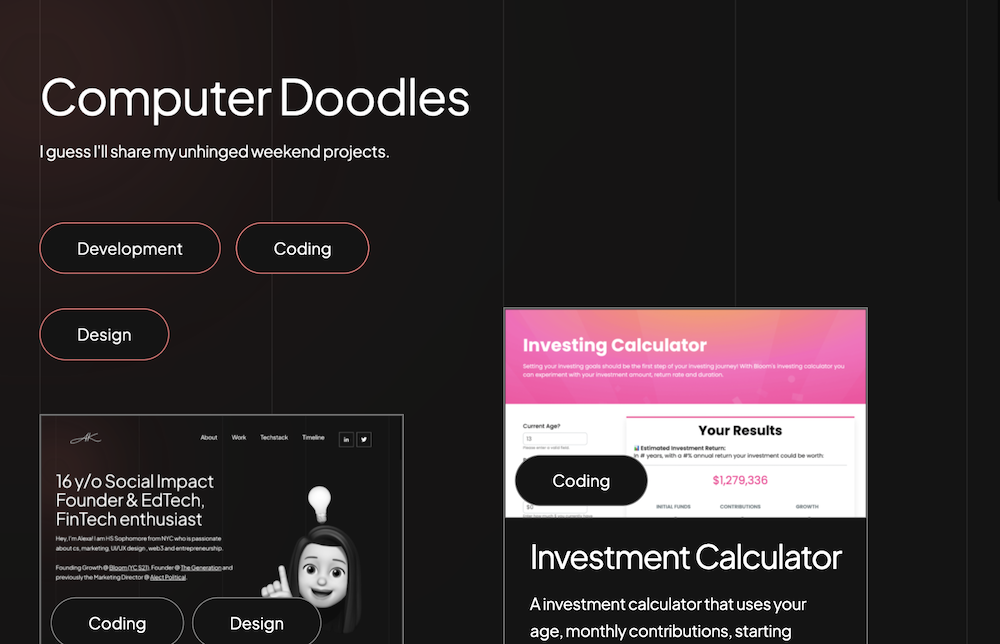 Computer Doodles
I guess I'll share my unhinged weekend projects.
Development
Coding
Design
About
Work
Techstack
Timeline
in
16 y/o Social Impact
Founder & EdTech,
FinTech enthusiast
Hey, I'm Alexa! I am HS Sophomore from NYC who is passionate
about cs, marketing, UI/UX design , web3 and entrepreneurship.
Founding Growth @ Bloom (YC S21). Founder @ The Generation and
previously the Marketing Director @ Alect Political.
Coding
Design
Investing Calculator
Setting your investing goals should be the first step of your investing journey! With Bloom's investing calculator you
can experiment with your investment amount, return rate and duration.
Current Age?
13
Please enter a valid field.
$0
Your Results
Estimated Investment Return:
In # years, with a #% annual return your investment could be worth:
$1,279,336
INITIAL FUNDS
CONTRIBUTIONS
GROWTH
Coding
Investment Calculator
A investment calculator that uses your
age, monthly contributions, starting